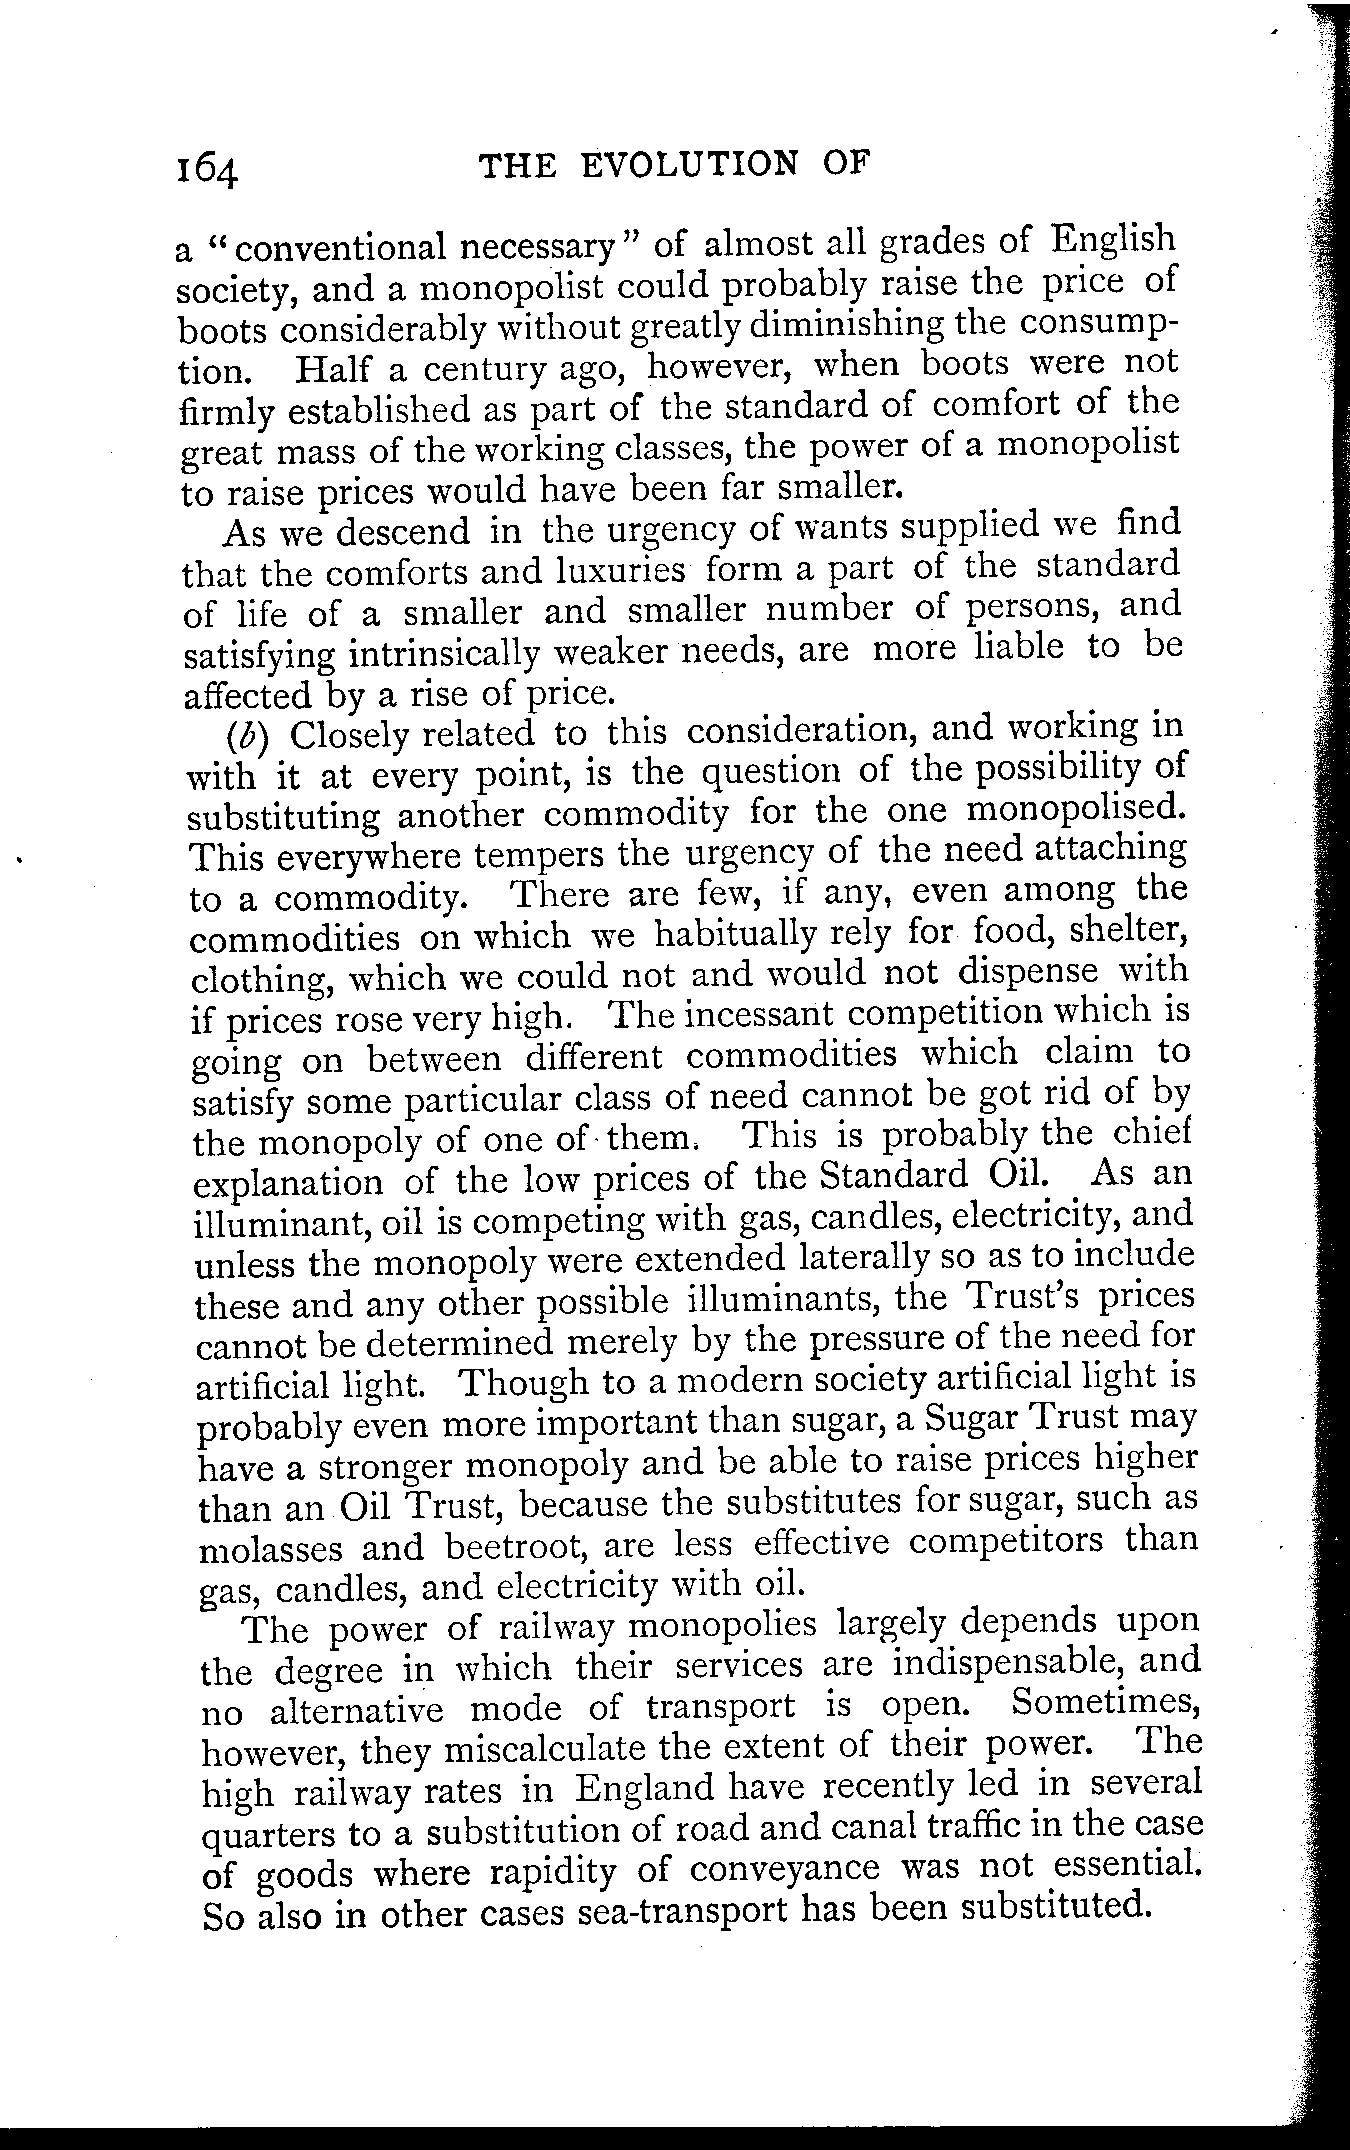 164 THE EVOLUTION OF
a “conventional necessary” of almost all grades of English
society, and a monopolist could probably raise the price of
boots considerably without greatly diminishing the consump-
tion. Half a century ago, however, when boots were not
firmly established as part of the standard of comfort of the
great mass of the working classes, the power of a monopolist
to raise prices would have been far smaller.
As we descend in the urgency of wants supplied we find
that the comforts and luxuries form a part of the standard
of life of a smaller and smaller number of persons, and
satisfying intrinsically weaker needs, are more liable to be
affected by a rise of price.
(b) Closely related to this consideration, and working in
with it at every point, is the question of the possibility of
substituting another commodity for the one monopolised.
This everywhere tempers the urgency of the need attaching
to a commodity. There are few, if any, even among the
commodities on which we habitually rely for food, shelter,
clothing, which we could not and would not dispense with
if prices rose very high. The incessant competition which is
going on between different commodities which claim to
satisfy some particular class of need cannot be got rid of by
the monopoly of one of them. This is probably the chief
explanation of the low prices of the Standard Oil. As an
illuminant, oil is competing with gas, candles, electricity, and
unless the monopoly were extended laterally so as to include
these and any other possible illuminants, the Trust’s prices
cannot be determined merely by the pressure of the need for
artificial light. Though to a modern society artificial light is
probably even more important than sugar, a Sugar Trust may
have a stronger monopoly and be able to raise prices higher
than an Oil Trust, because the substitutes for sugar, such as
molasses and beetroot, are less effective competitors than
gas, candles, and electricity with oil.
The power of railway monopolies largely depends upon
the degree in which their services are indispensable, and
no alternative mode of transport is open. Sometimes,
however, they miscalculate the extent of their power. The
high railway rates in England have recently led in several
quarters to a substitution of road and canal traffic in the case
of goods where rapidity of conveyance was not essential.
So also in other cases sea-transport has been substituted.